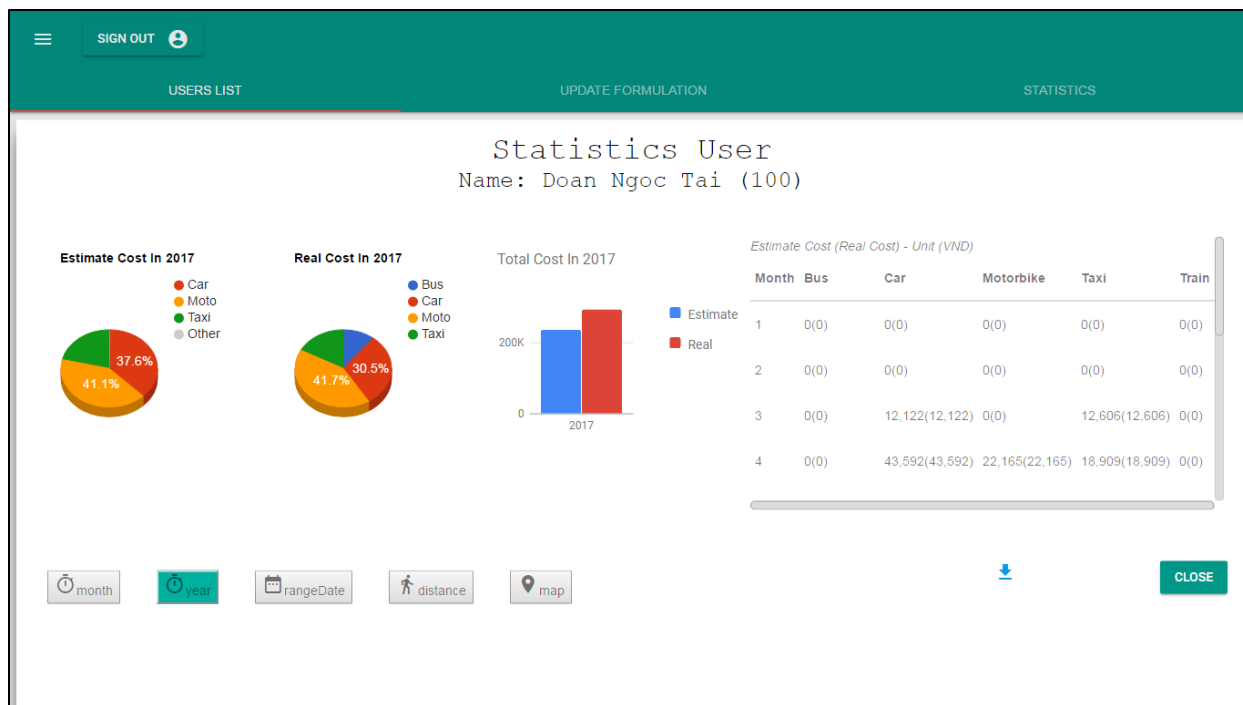 SIGN OUT
USERS LIST UPDATE FORMULATION STATISTICS
Statistics User
Name: Doan Ngoc Tai (100)
Estimate Cost In 2017
Car
Moto
Taxi
Other
37.6%
41.1%
Real Cost In 2017
Bus
Car
Moto
Taxi
30.5%
41.7%
Total Cost In 2017
Estimate
Real
200K
0
2017
Estimate Cost (Real Cost) - Unit (VND)
Month Bus Car Motorbike Taxi Train
1 0(0) 0(0) 0(0) 0(0) 0(0)
2 0(0) 0(0) 0(0) 0(0) 0(0)
3 0(0) 12,122(12,122) 0(0) 12,606(12,606) 0(0)
4 0(0) 43,592(43,592) 22,165(22,165) 18,909(18,909) 0(0)
month year rangeDate distance map
CLOSE